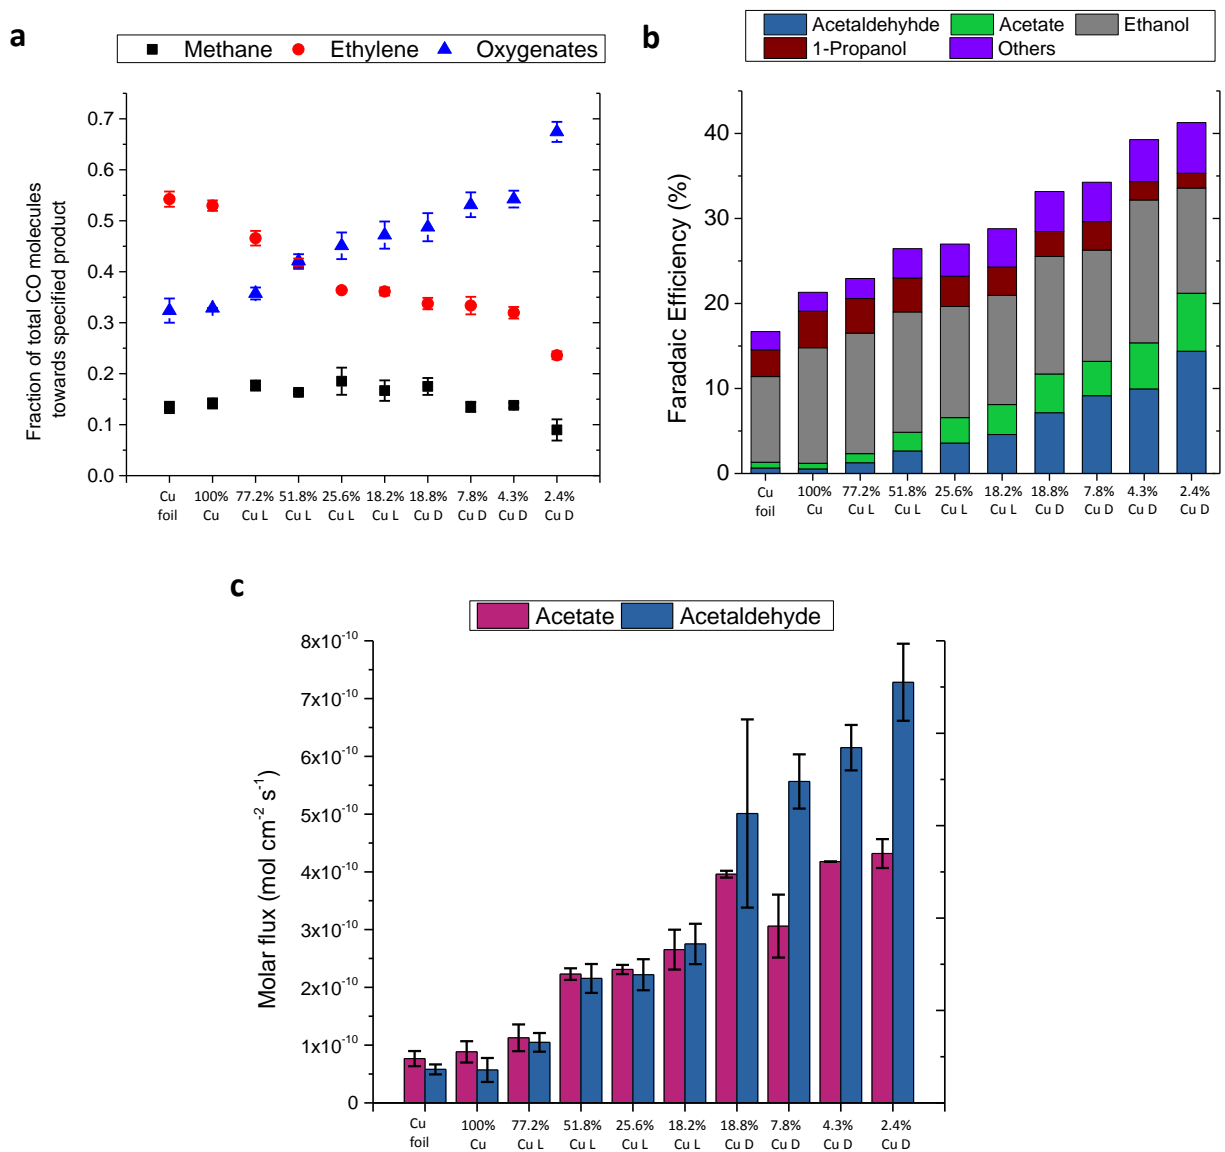 a
Methane Ethylene Oxygenates
Fraction of total CO molecules
towards specified product
0.7
0.6
0.5
0.4
0.3
0.2
0.1
0.0
Cu 100% 77.2% 51.8% 25.6% 18.2% 18.8% 7.8% 4.3% 2.4%
foil Cu Cu L Cu L Cu L Cu L Cu D Cu D Cu D Cu D
b
Acetaldehyhde Acetate Ethanol
1-Propanol Others
Faradaic Efficiency (%)
40
30
20
10
0
Cu 100% 77.2% 51.8% 25.6% 18.2% 18.8% 7.8% 4.3% 2.4%
foil Cu Cu L Cu L Cu L Cu L Cu D Cu D Cu D Cu D
c
Acetate Acetaldehyde
Molar flux (mol cm⁻² s⁻¹)
8x10⁻¹⁰
7x10⁻¹⁰
6x10⁻¹⁰
5x10⁻¹⁰
4x10⁻¹⁰
3x10⁻¹⁰
2x10⁻¹⁰
1x10⁻¹⁰
0
Cu 100% 77.2% 51.8% 25.6% 18.2% 18.8% 7.8% 4.3% 2.4%
foil Cu Cu L Cu L Cu L Cu L Cu D Cu D Cu D Cu D